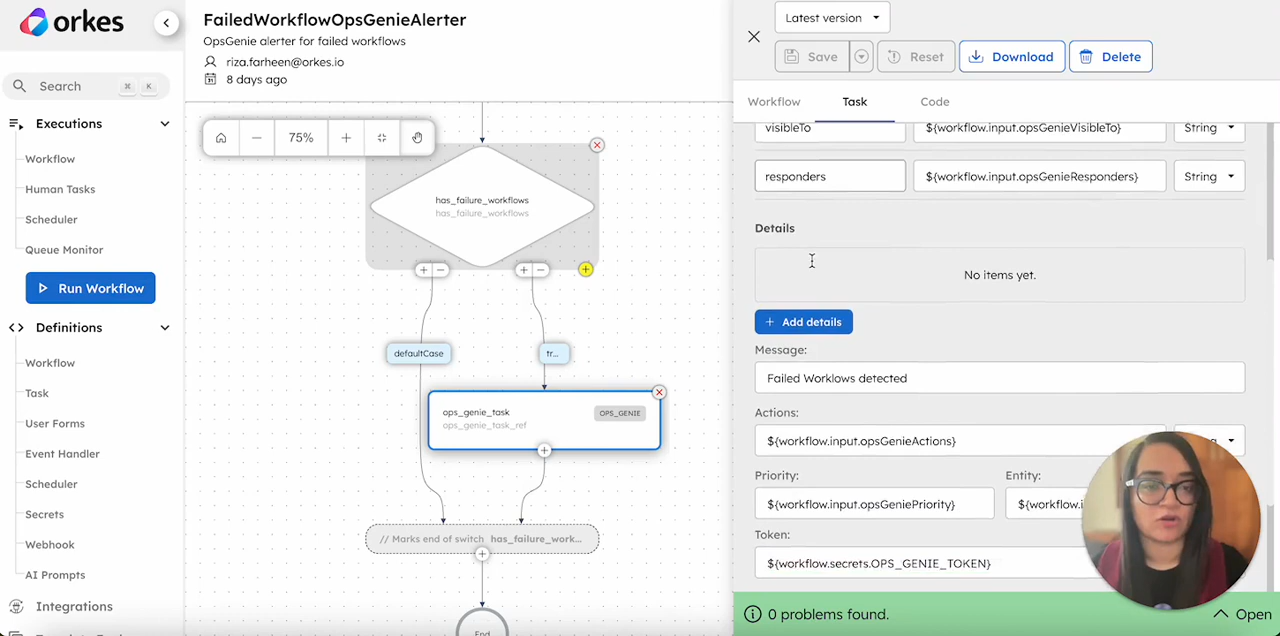 orkes
Search ⌘ K
Executions
Workflow
Human Tasks
Scheduler
Queue Monitor
Run Workflow
Definitions
Workflow
Task
User Forms
Event Handler
Scheduler
Secrets
Webhook
AI Prompts
Integrations
FailedWorkflowOpsGenieAlerter
OpsGenie alerter for failed workflows
riza.farheen@orkes.io
8 days ago
75%
has_failure_workflows
has_failure_workflows
defaultCase
tr...
ops_genie_task
OPS_GENIE
ops_genie_task_ref
// Marks end of switch has_failure_work...
End
Latest version
Save
Reset
Download
Delete
Workflow
Task
Code
visibleTo ${workflow.input.opsGenieVisibleTo} String
responders ${workflow.input.opsGenieResponders} String
Details
No items yet.
+ Add details
Message:
Failed Worklows detected
Actions:
${workflow.input.opsGenieActions}
Priority: Entity:
${workflow.input.opsGeniePriority} ${workflow.i
Token:
${workflow.secrets.OPS_GENIE_TOKEN}
0 problems found.
Open